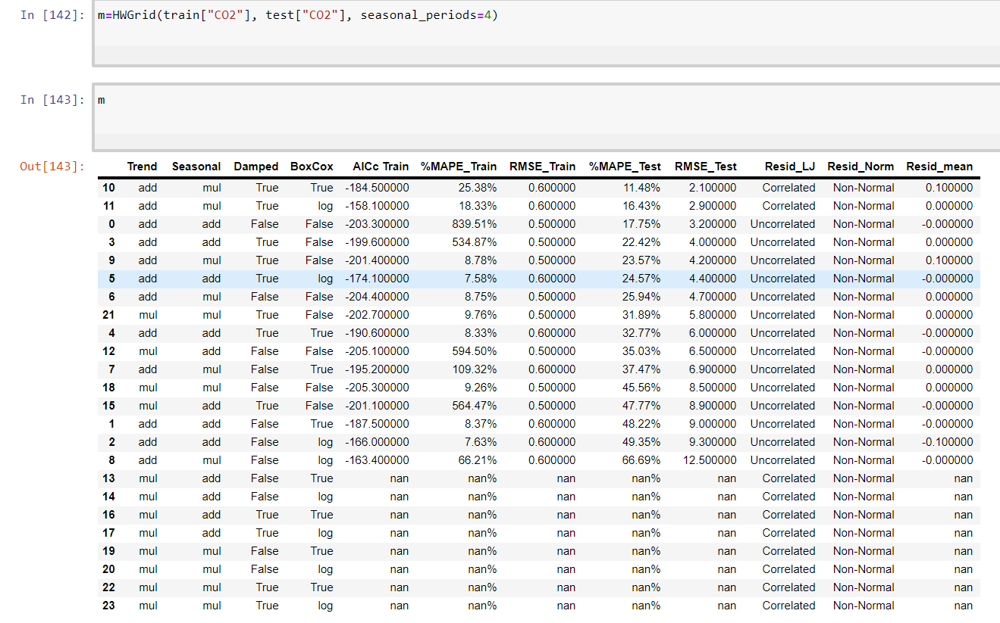 In [142]: m=HWGrid(train["CO2"], test["CO2"], seasonal_periods=4)
In [143]: m
Out[143]: Trend Seasonal Damped BoxCox AICc Train %MAPE_Train RMSE_Train %MAPE_Test RMSE_Test Resid_LJ Resid_Norm Resid_mean
10 add mul True True -184.500000 25.38% 0.600000 11.48% 2.100000 Correlated Non-Normal 0.100000
11 add mul True log -158.100000 18.33% 0.600000 16.43% 2.900000 Correlated Non-Normal 0.000000
0 add add False False -203.300000 839.51% 0.500000 17.75% 3.200000 Uncorrelated Non-Normal -0.000000
3 add add True False -199.600000 534.87% 0.500000 22.42% 4.000000 Uncorrelated Non-Normal 0.000000
9 add mul True False -201.400000 8.78% 0.500000 23.57% 4.200000 Uncorrelated Non-Normal 0.100000
5 add add True log -174.100000 7.58% 0.600000 24.57% 4.400000 Uncorrelated Non-Normal -0.000000
6 add mul False False -204.400000 8.75% 0.500000 25.94% 4.700000 Uncorrelated Non-Normal 0.000000
21 mul mul True False -202.700000 9.76% 0.500000 31.89% 5.800000 Uncorrelated Non-Normal 0.000000
4 add add True True -190.600000 8.33% 0.600000 32.77% 6.000000 Uncorrelated Non-Normal -0.000000
12 mul add False False -205.100000 594.50% 0.500000 35.03% 6.500000 Uncorrelated Non-Normal -0.000000
7 add mul False True -195.200000 109.32% 0.600000 37.47% 6.900000 Uncorrelated Non-Normal 0.000000
18 mul mul False False -205.300000 9.26% 0.500000 45.56% 8.500000 Uncorrelated Non-Normal 0.000000
15 mul add True False -201.100000 564.47% 0.500000 47.77% 8.900000 Uncorrelated Non-Normal -0.000000
1 add add False True -187.500000 8.37% 0.600000 48.22% 9.000000 Uncorrelated Non-Normal -0.000000
2 add add False log -166.000000 7.63% 0.600000 49.35% 9.300000 Uncorrelated Non-Normal -0.100000
8 add mul False log -163.400000 66.21% 0.600000 66.69% 12.500000 Uncorrelated Non-Normal -0.000000
13 mul add False True nan nan% nan nan% nan Correlated Non-Normal nan
14 mul add False log nan nan% nan nan% nan Correlated Non-Normal nan
16 mul add True True nan nan% nan nan% nan Correlated Non-Normal nan
17 mul add True log nan nan% nan nan% nan Correlated Non-Normal nan
19 mul mul False True nan nan% nan nan% nan Correlated Non-Normal nan
20 mul mul False log nan nan% nan nan% nan Correlated Non-Normal nan
22 mul mul True True nan nan% nan nan% nan Correlated Non-Normal nan
23 mul mul True log nan nan% nan nan% nan Correlated Non-Normal nan